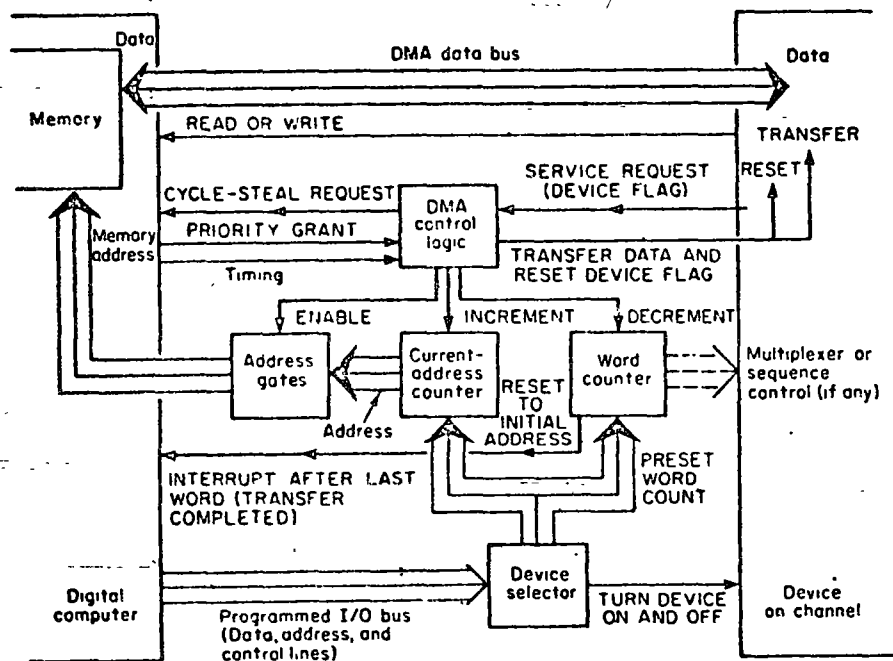 Data
DMA data bus
Data
Memory
READ OR WRITE
TRANSFER
SERVICE REQUEST
(DEVICE FLAG)
RESET
CYCLE-STEAL REQUEST
DMA
control
logic
Memory
address
PRIORITY GRANT
TRANSFER DATA AND
RESET DEVICE FLAG
Timing
ENABLE
INCREMENT
DECREMENT
Address
gates
Current-
address
counter
Word
counter
Multiplexer or
sequence
control (if any)
RESET
TO
INITIAL
ADDRESS
Address
INTERRUPT AFTER LAST
WORD (TRANSFER
COMPLETED)
PRESET
WORD
COUNT
Digital
computer
Device
selector
Device
on channel
TURN DEVICE
ON AND OFF
Programmed I/O bus
(Data, address, and
control lines)